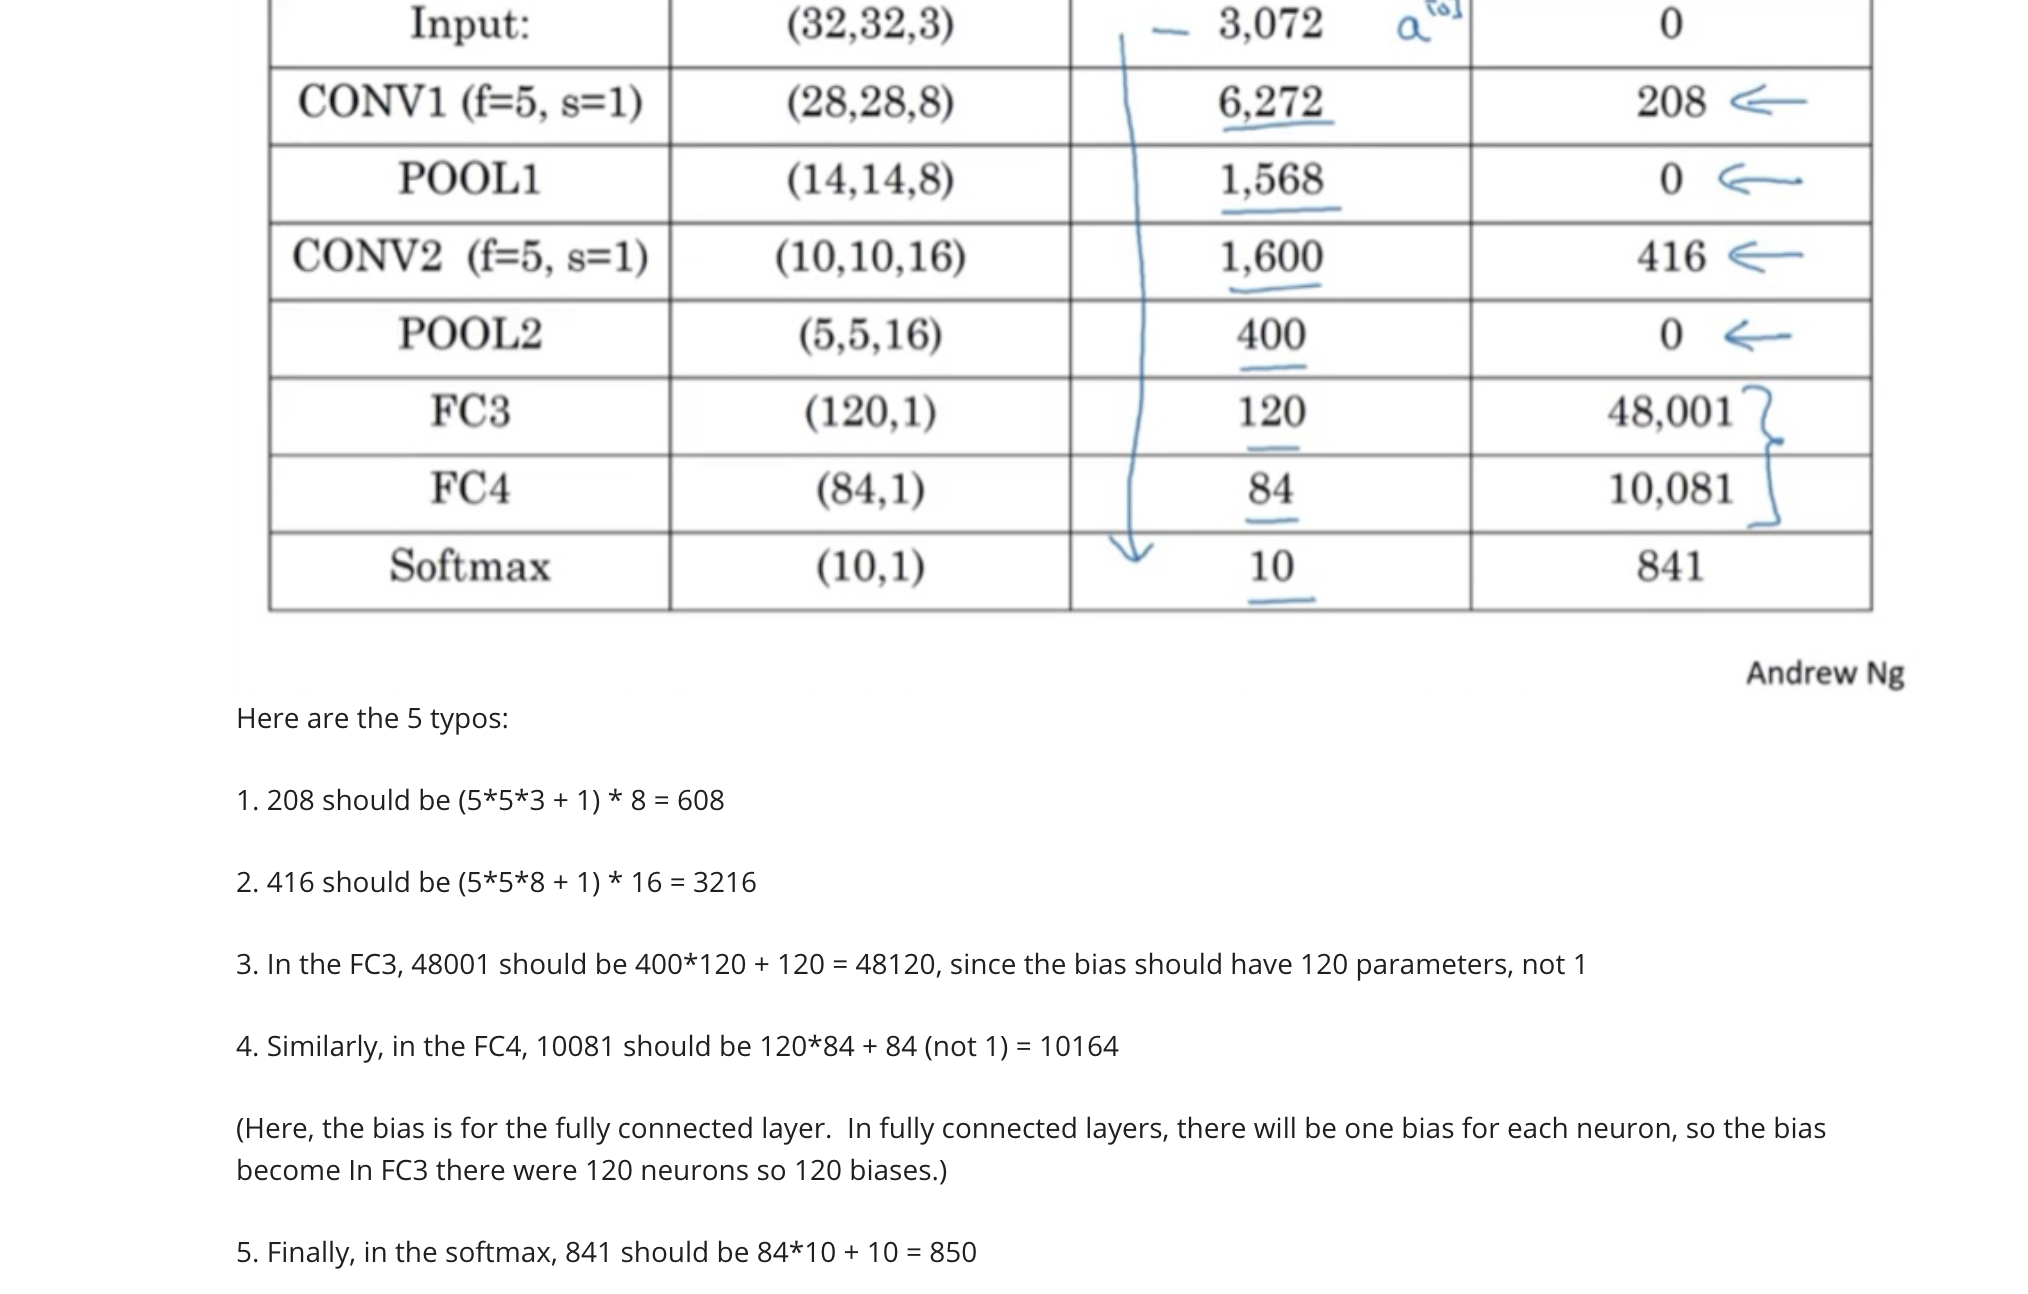 Input: (32,32,3) — 3,072 a[0] 0
CONV1 (f=5, s=1) (28,28,8) 6,272 208 ←
POOL1 (14,14,8) 1,568 0 ←
CONV2 (f=5, s=1) (10,10,16) 1,600 416 ←
POOL2 (5,5,16) 400 0 ←
FC3 (120,1) 120 48,001
FC4 (84,1) 84 10,081
Softmax (10,1) 10 841
Andrew Ng
Here are the 5 typos:
1. 208 should be (5*5*3 + 1) * 8 = 608
2. 416 should be (5*5*8 + 1) * 16 = 3216
3. In the FC3, 48001 should be 400*120 + 120 = 48120, since the bias should have 120 parameters, not 1
4. Similarly, in the FC4, 10081 should be 120*84 + 84 (not 1) = 10164
(Here, the bias is for the fully connected layer.  In fully connected layers, there will be one bias for each neuron, so the bias
become In FC3 there were 120 neurons so 120 biases.)
5. Finally, in the softmax, 841 should be 84*10 + 10 = 850